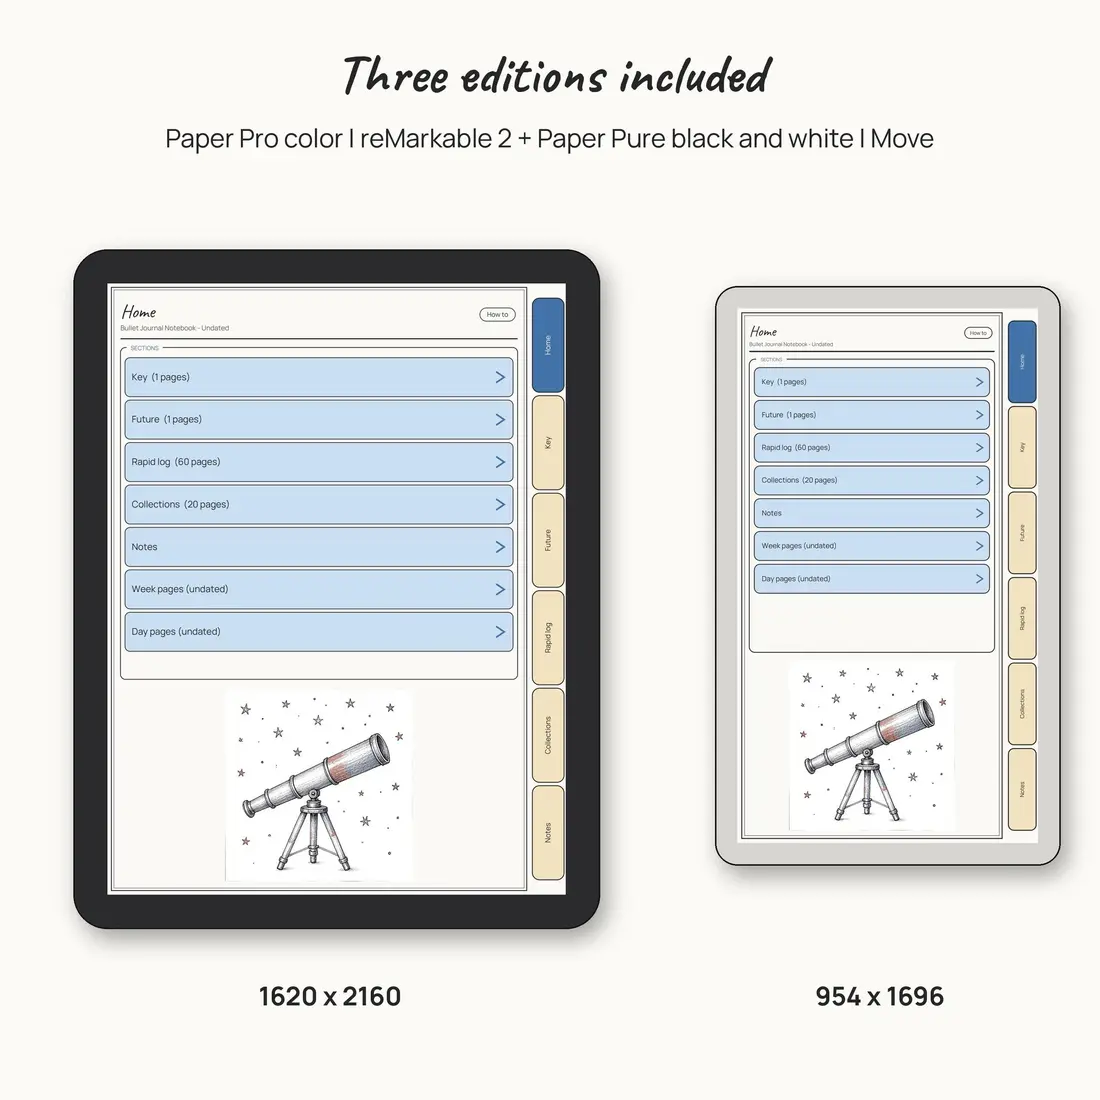 Three editions included
Paper Pro color | reMarkable 2 + Paper Pure black and white | Move
Home
How to
Bullet Journal Notebook - Undated
SECTIONS
Key (1 pages)
Future (1 pages)
Rapid log (60 pages)
Collections (20 pages)
Notes
Week pages (undated)
Day pages (undated)
Home
Key
Future
Rapid log
Collections
Notes
1620 x 2160
Home
How to
Bullet Journal Notebook - Undated
SECTIONS
Key (1 pages)
Future (1 pages)
Rapid log (60 pages)
Collections (20 pages)
Notes
Week pages (undated)
Day pages (undated)
Home
Key
Future
Rapid log
Collections
Notes
954 x 1696